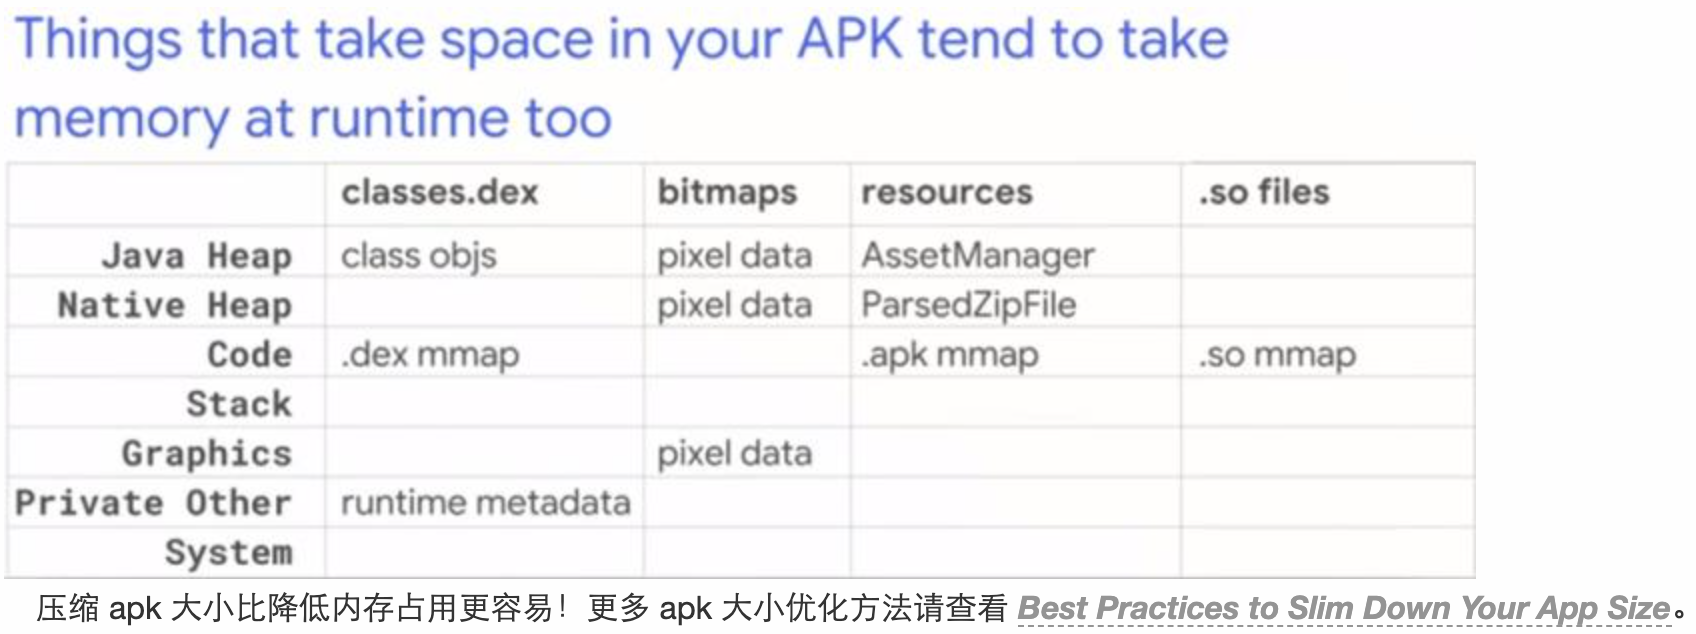 Things that take space in your APK tend to take
memory at runtime too
classes.dex bitmaps resources .so files
Java Heap class objs pixel data AssetManager
Native Heap pixel data ParsedZipFile
Code .dex mmap .apk mmap .so mmap
Stack
Graphics pixel data
Private Other runtime metadata
System
压缩 apk 大小比降低内存占用更容易！更多 apk 大小优化方法请查看 Best Practices to Slim Down Your App Size。